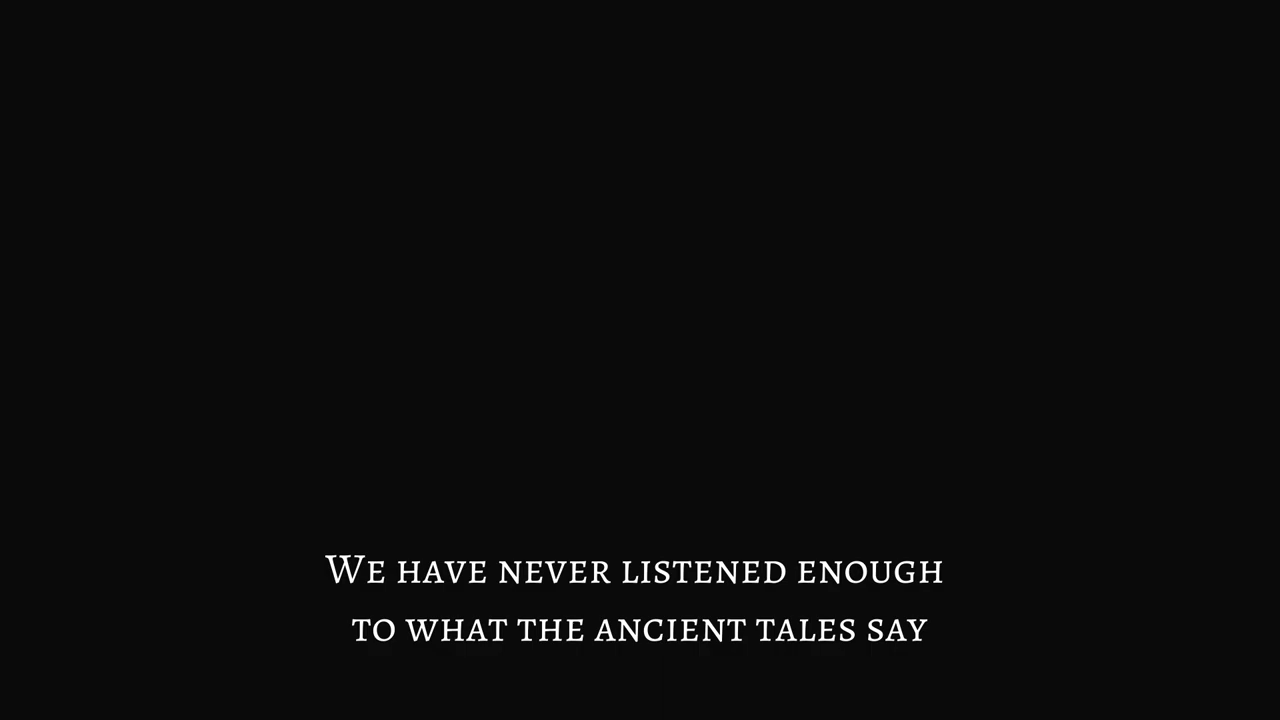 We have never listened enough
to what the ancient tales say